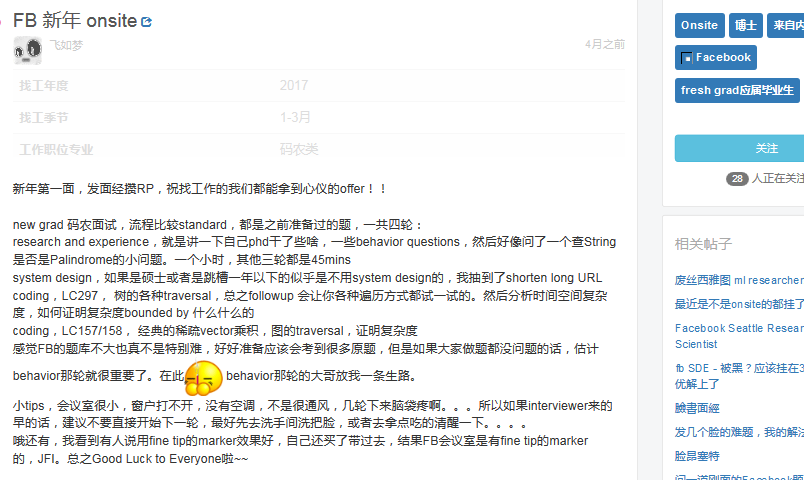 FB 新年 onsite
飞如梦
4月之前
找工年度 2017
找工季节 1-3月
工作职位专业 码农类
新年第一面，发面经攒RP，祝找工作的我们都能拿到心仪的offer！！
new grad 码农面试，流程比较standard，都是之前准备过的题，一共四轮：
research and experience，就是讲一下自己phd干了些啥，一些behavior questions，然后好像问了一个查String
是否是Palindrome的小问题。一个小时，其他三轮都是45mins
system design，如果是硕士或者是跳槽一年以下的似乎是不用system design的，我抽到了shorten long URL
coding，LC297， 树的各种traversal，总之followup 会让你各种遍历方式都试一试的。然后分析时间空间复杂
度，如何证明复杂度bounded by 什么什么的
coding，LC157/158， 经典的稀疏vector乘积，图的traversal，证明复杂度
感觉FB的题库不大也真不是特别难，好好准备应该会考到很多原题，但是如果大家做题都没问题的话，估计
behavior那轮就很重要了。在此 behavior那轮的大哥放我一条生路。
小tips，会议室很小，窗户打不开，没有空调，不是很通风，几轮下来脑袋疼啊。。。所以如果interviewer来的
早的话，建议不要直接开始下一轮，最好先去洗手间洗把脸，或者去拿点吃的清醒一下。。。。
哦还有，我看到有人说用fine tip的marker效果好，自己还买了带过去，结果FB会议室是有fine tip的marker
的，JFI。总之Good Luck to Everyone啦~~
Onsite 博士 来自内
Facebook
fresh grad应届毕业生
关注
28 人正在关注
相关帖子
废丝西雅图 ml researcher
最近是不是onsite的都挂了
Facebook Seattle Resear
Scientist
fb SDE - 被黑？应该挂在3
优解上了
臉書面經
发几个脸的难题，我的解法
脸昂塞特
问一道刚面的Facebook题